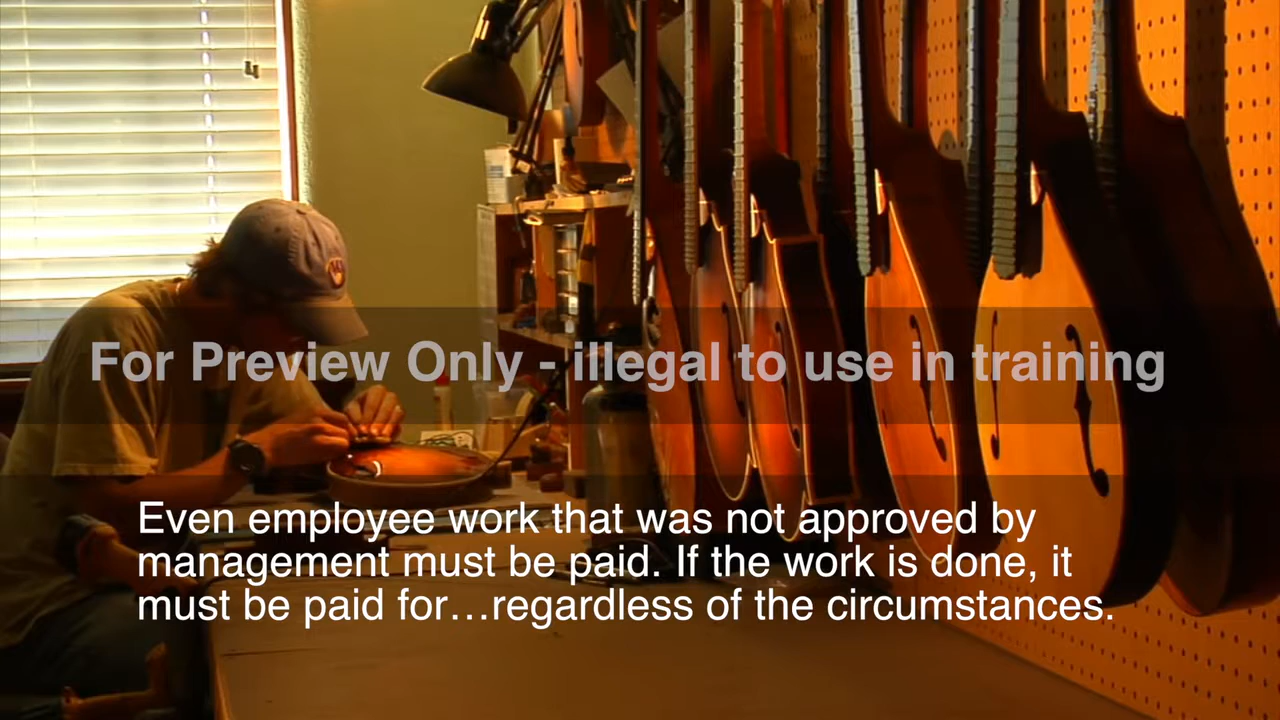 For Preview Only - illegal to use in training
Even employee work that was not approved by
management must be paid. If the work is done, it
must be paid for…regardless of the circumstances.